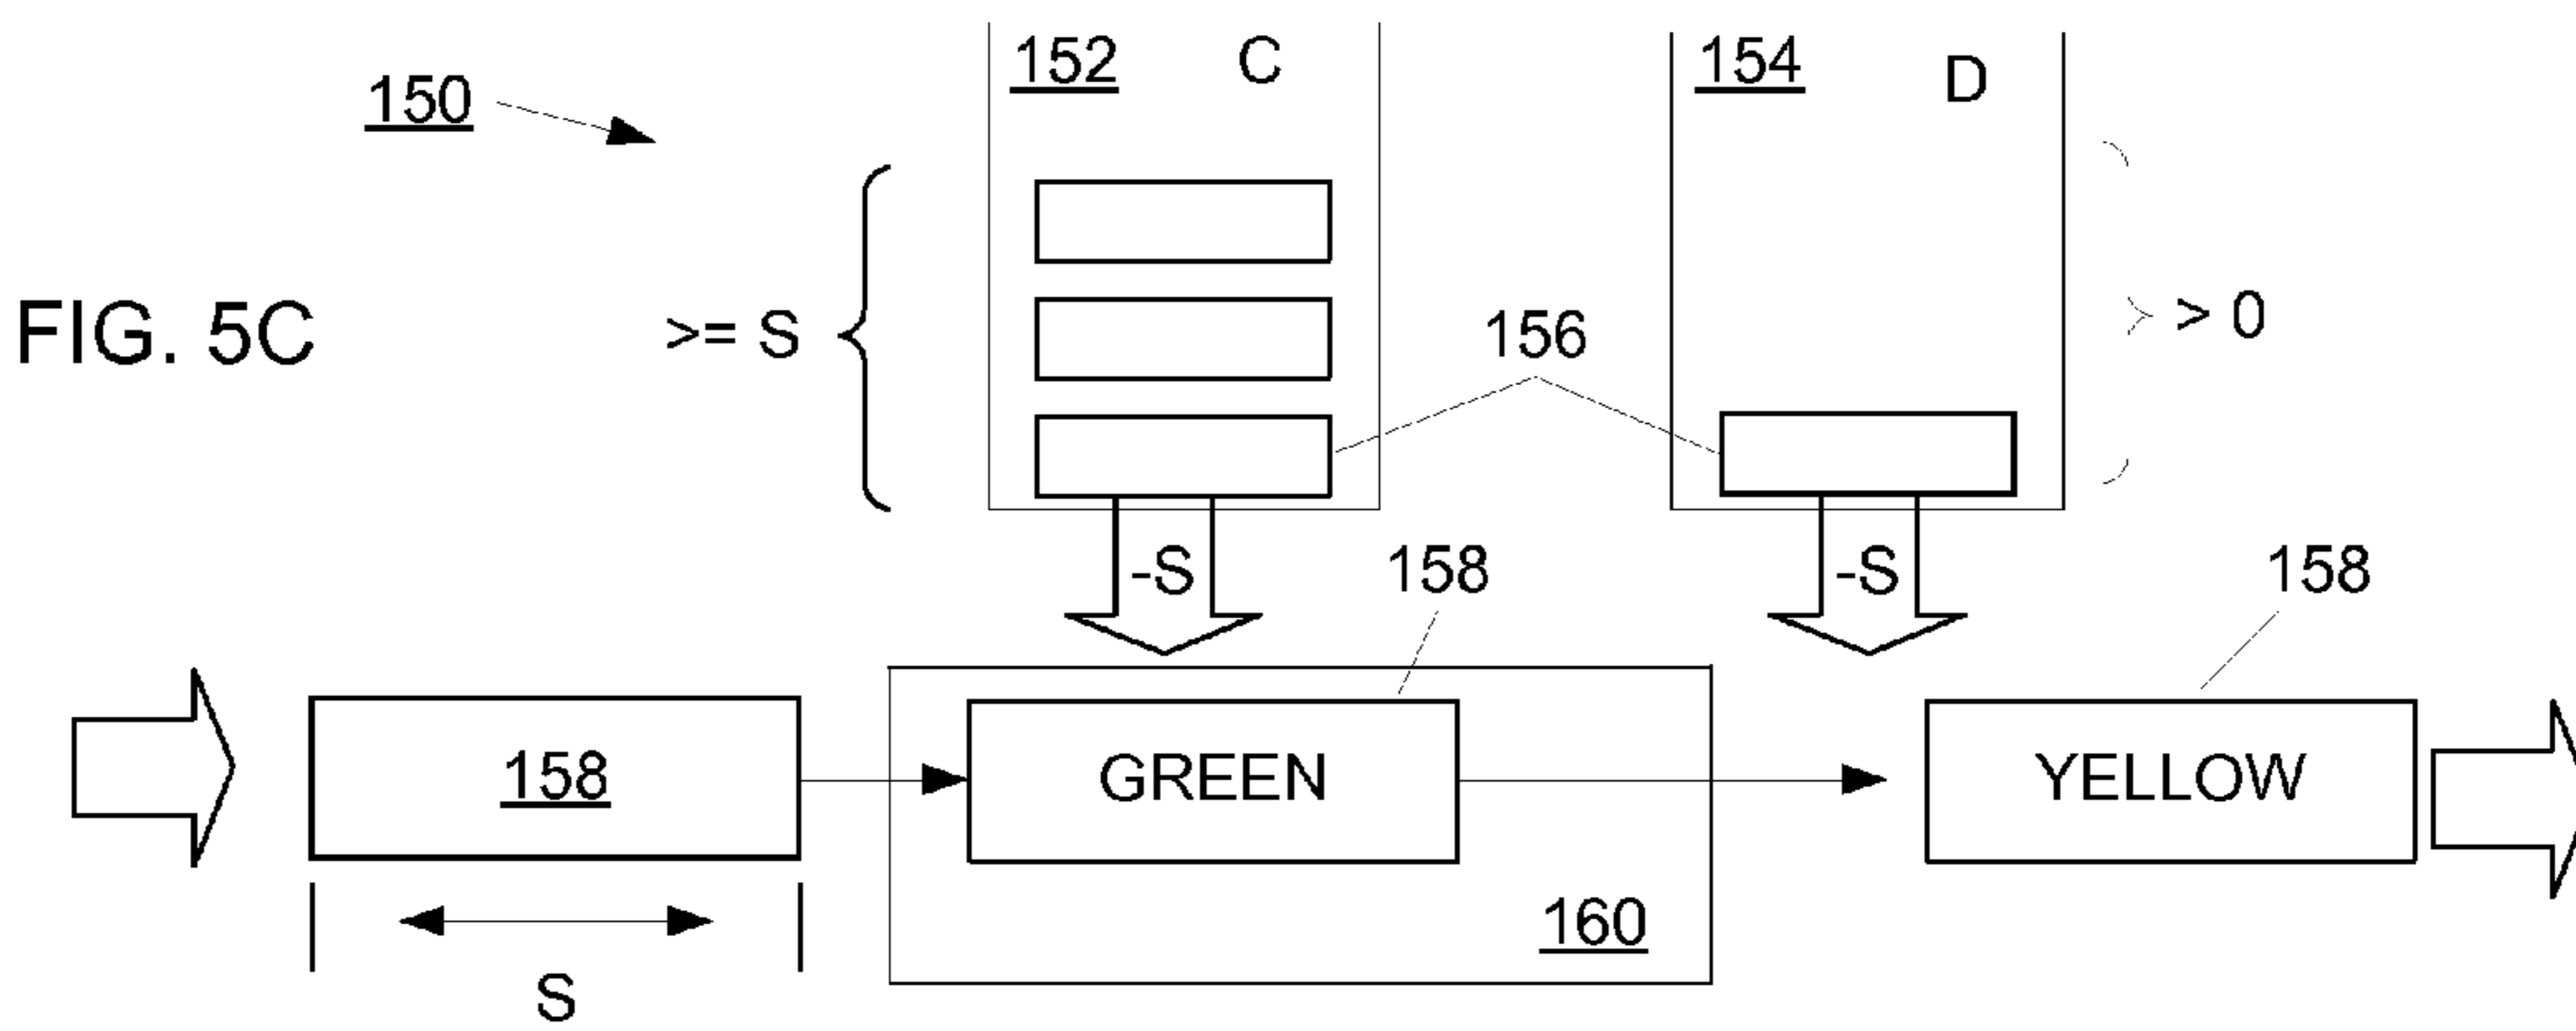 152 C 154 D
150
FIG. 5C >= S 156 > 0
-S 158 -S 158
158 GREEN YELLOW
160
S